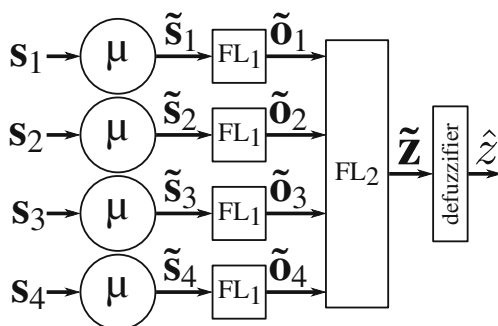 s₁ μ s̃₁ FL₁ õ₁
s₂ μ s̃₂ FL₁ õ₂
s₃ μ s̃₃ FL₁ õ₃
s₄ μ s̃₄ FL₁ õ₄
FL₂
z̃
defuzzifier
ẑ